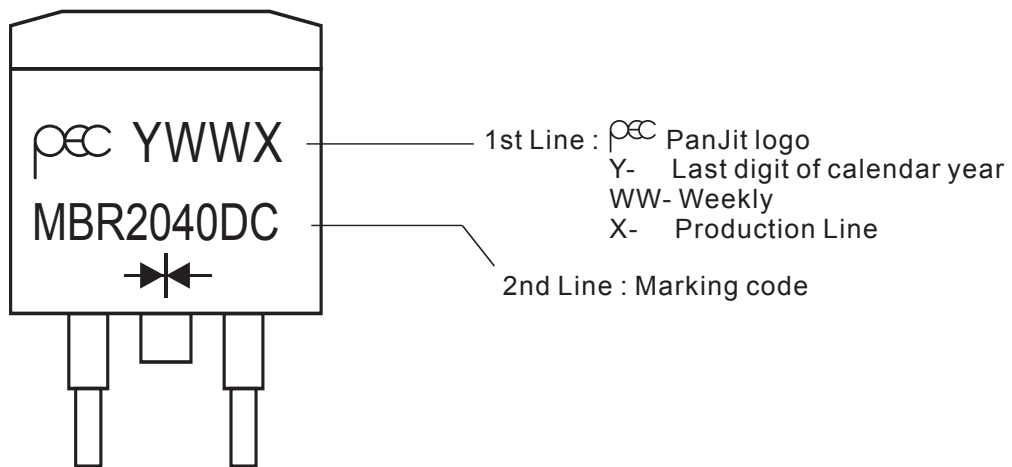 pec YWWX
MBR2040DC
1st Line : pec PanJit logo
Y- Last digit of calendar year
WW- Weekly
X- Production Line
2nd Line : Marking code